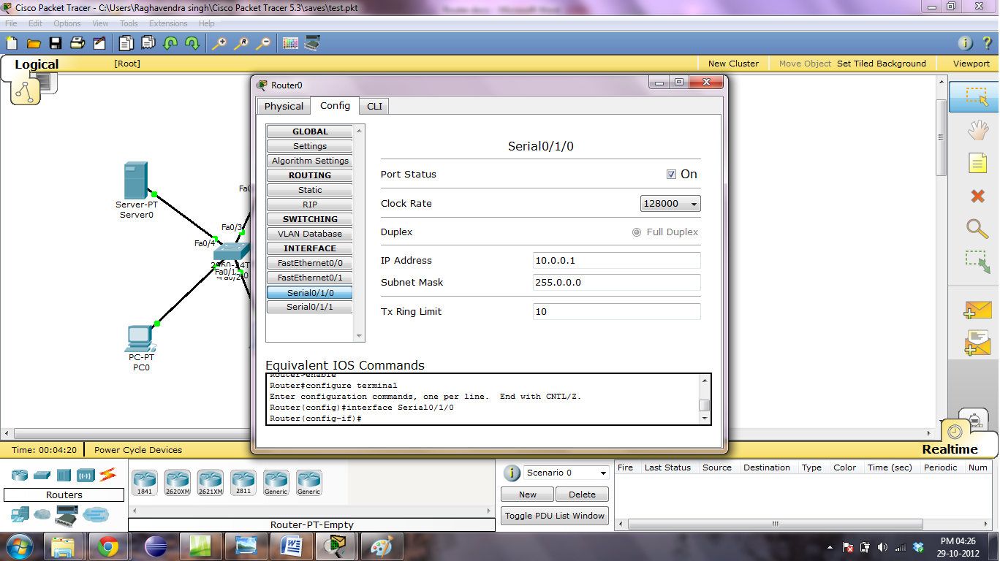 Cisco Packet Tracer - C:\Users\Raghavendra singh\Cisco Packet Tracer 5.3\saves\test.pkt
File Edit Options View Tools Extensions Help
Logical [Root] New Cluster Move Object Set Tiled Background Viewport
Router0
Physical Config CLI
GLOBAL
Settings
Algorithm Settings
ROUTING
Static
RIP
SWITCHING
VLAN Database
INTERFACE
FastEthernet0/0
FastEthernet0/1
Serial0/1/0
Serial0/1/1
Serial0/1/0
Port Status On
Clock Rate 128000
Duplex Full Duplex
IP Address 10.0.0.1
Subnet Mask 255.0.0.0
Tx Ring Limit 10
Equivalent IOS Commands
Router>enable
Router#configure terminal
Enter configuration commands, one per line.  End with CNTL/Z.
Router(config)#interface Serial0/1/0
Router(config-if)#
Server-PT
Server0
Fa0/3
Fa0/4
Fa0/1
Fa0/2
PC-PT
PC0
Time: 00:04:20 Power Cycle Devices Realtime
Routers
1841 2620XM 2621XM 2811 Generic Generic
Router-PT-Empty
Scenario 0
New Delete
Toggle PDU List Window
Fire Last Status Source Destination Type Color Time (sec) Periodic Num
PM 04:26
29-10-2012